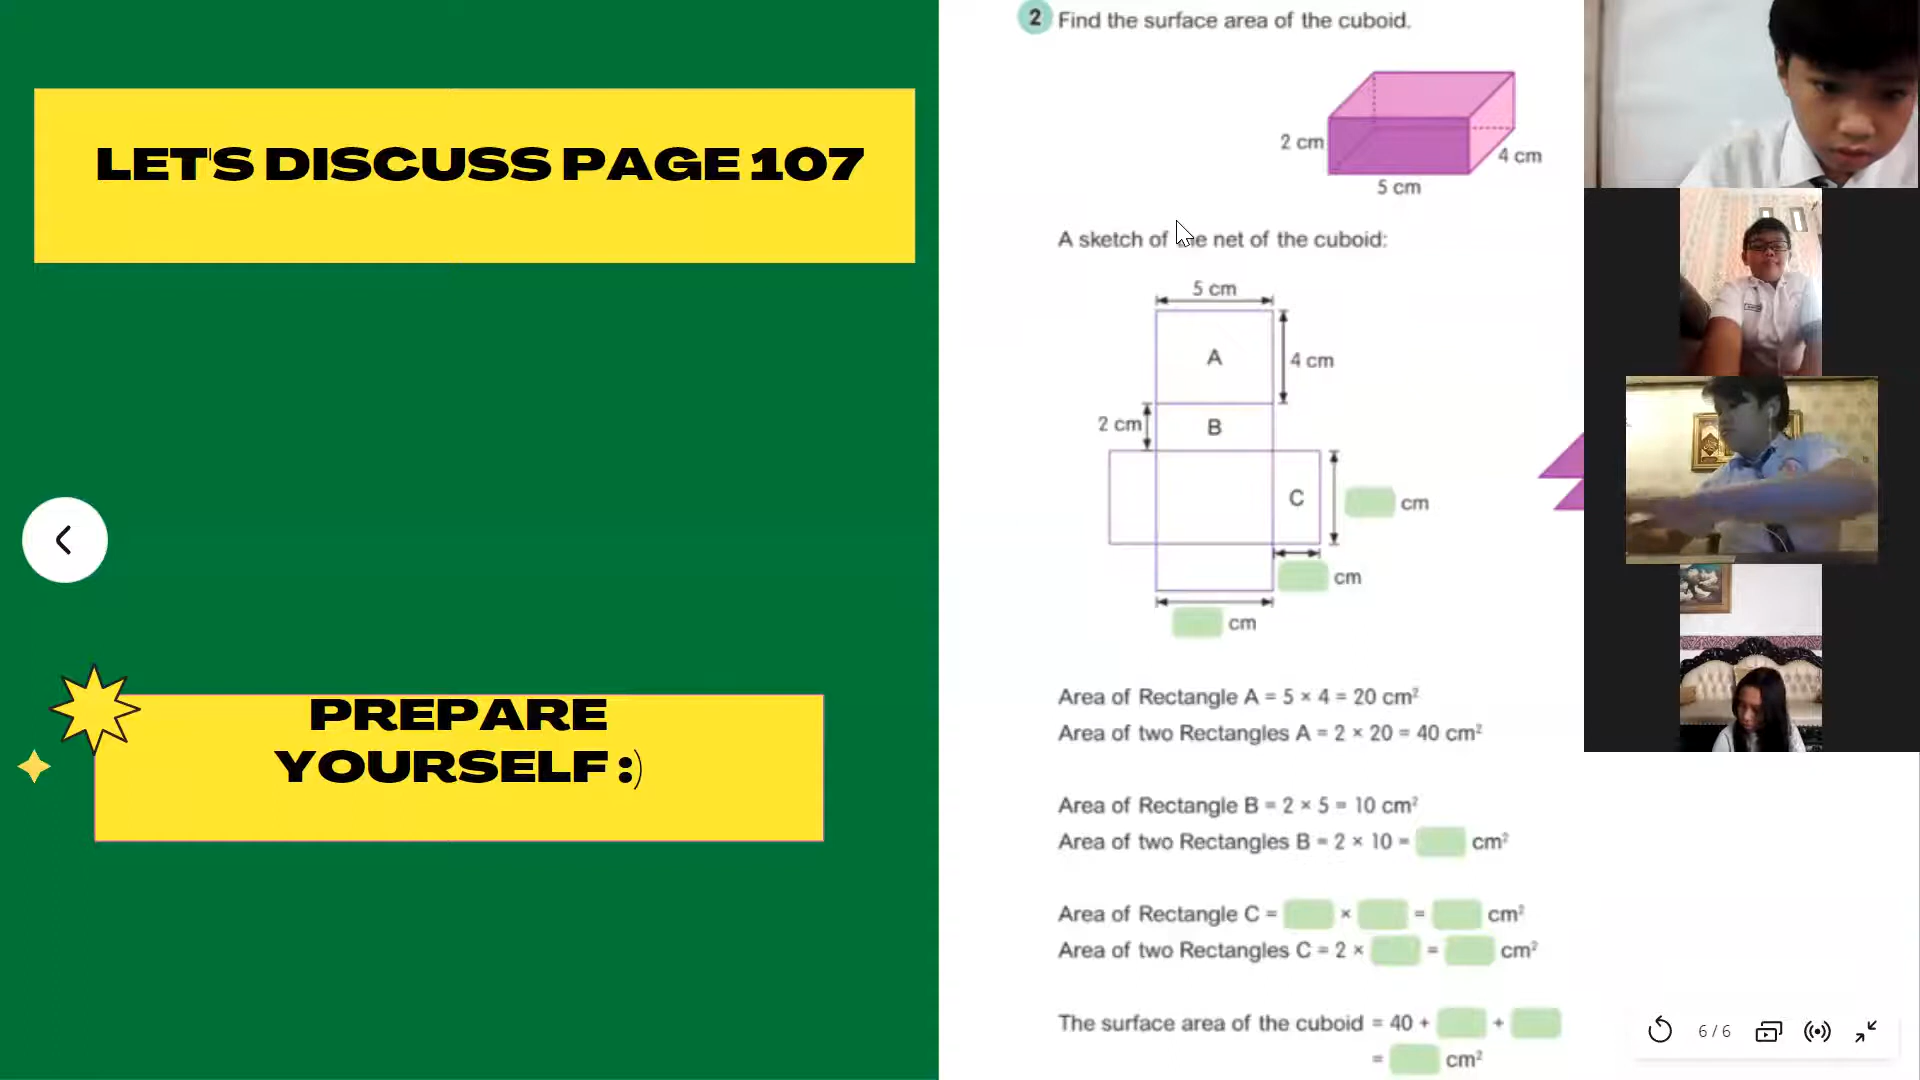 LET'S DISCUSS PAGE 107
PREPARE
YOURSELF :)
2 Find the surface area of the cuboid.
2 cm
4 cm
5 cm
A sketch of the net of the cuboid:
5 cm
A
4 cm
2 cm
B
C
cm
cm
cm
Area of Rectangle A = 5 × 4 = 20 cm²
Area of two Rectangles A = 2 × 20 = 40 cm²
Area of Rectangle B = 2 × 5 = 10 cm²
Area of two Rectangles B = 2 × 10 = cm²
Area of Rectangle C = × = cm²
Area of two Rectangles C = 2 × = cm²
The surface area of the cuboid = 40 + +
= cm²
6 / 6